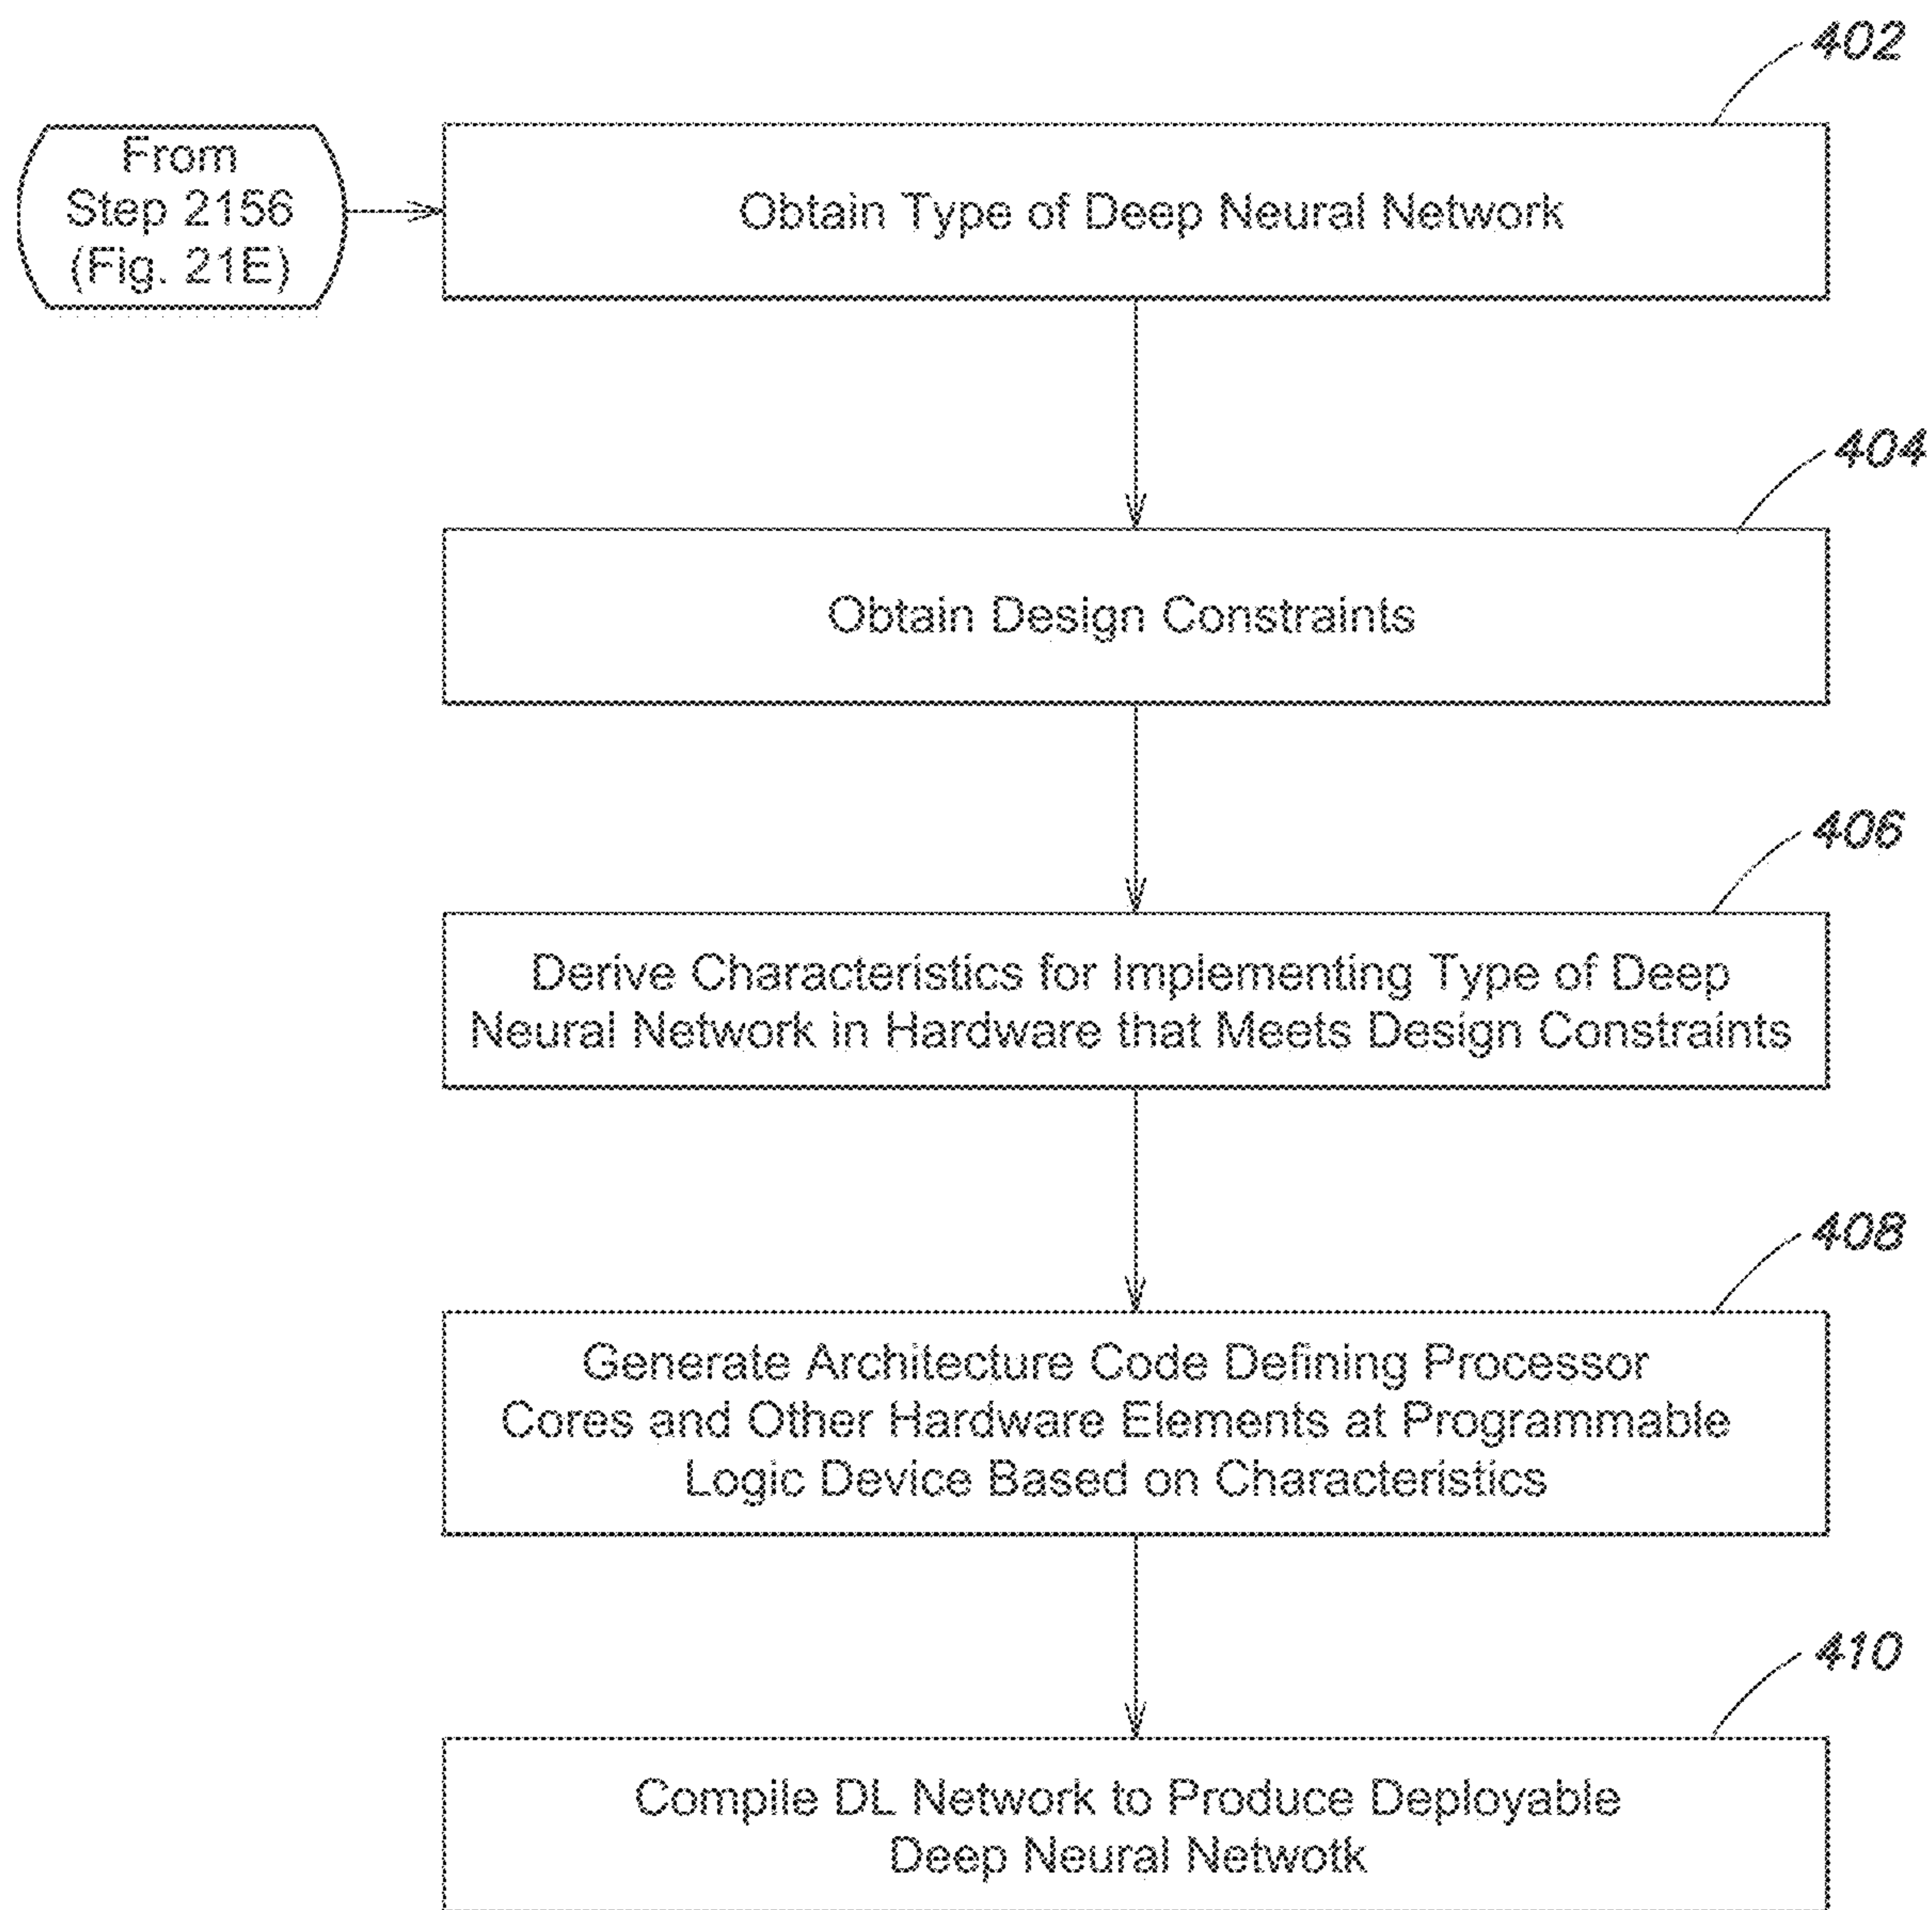 402
From
Step 2156
(Fig. 21E)
Obtain Type of Deep Neural Network
404
Obtain Design Constraints
406
Derive Characteristics for Implementing Type of Deep
Neural Network in Hardware that Meets Design Constraints
408
Generate Architecture Code Defining Processor
Cores and Other Hardware Elements at Programmable
Logic Device Based on Characteristics
410
Compile DL Network to Produce Deployable
Deep Neural Netwotk